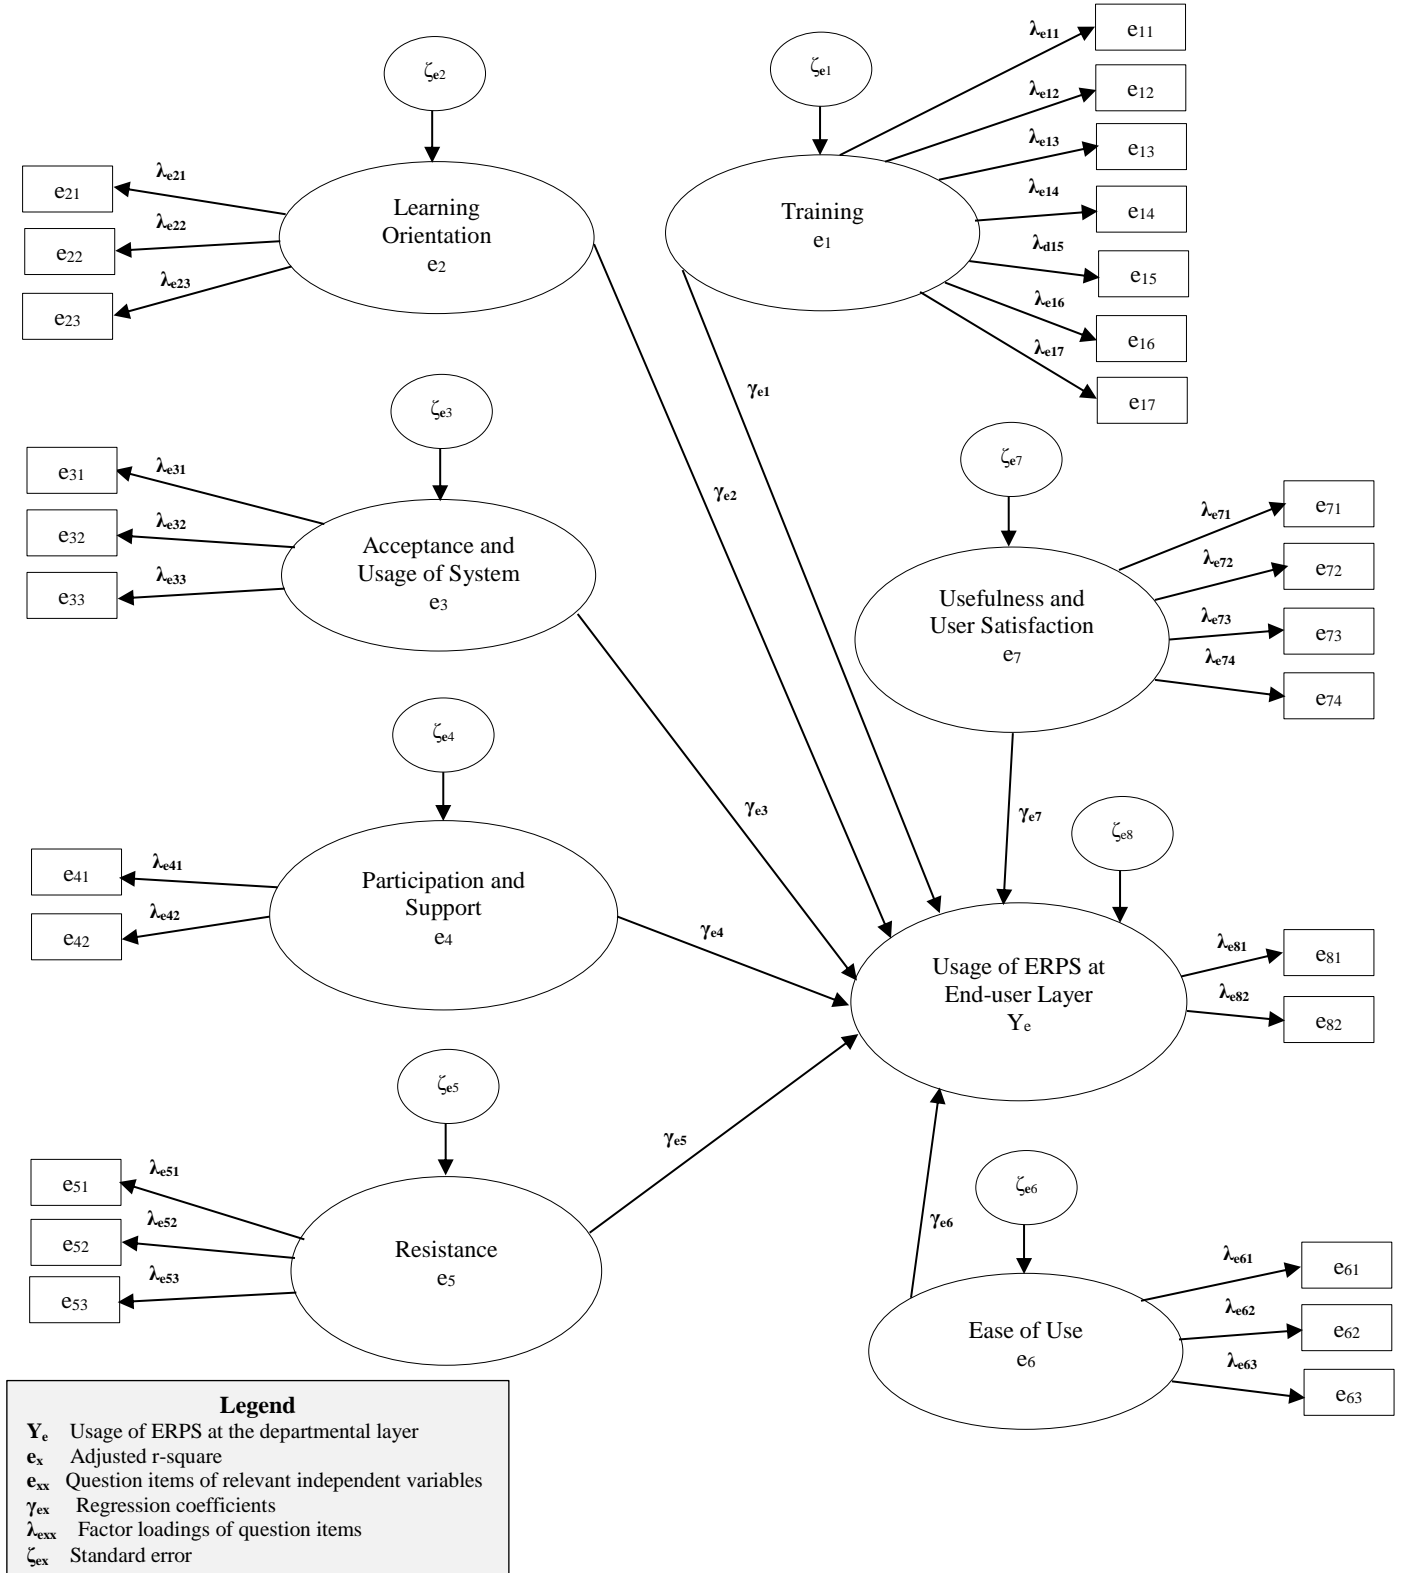 ζe2
Learning
Orientation
e2
λe21
λe22
λe23
e21
e22
e23
ζe1
Training
e1
λe11
λe12
λe13
λe14
λd15
λe16
λe17
e11
e12
e13
e14
e15
e16
e17
γe1
γe2
ζe3
Acceptance and
Usage of System
e3
λe31
λe32
λe33
e31
e32
e33
γe3
ζe7
Usefulness and
User Satisfaction
e7
λe71
λe72
λe73
λe74
e71
e72
e73
e74
γe7
ζe4
Participation and
Support
e4
λe41
λe42
e41
e42
γe4
ζe8
Usage of ERPS at
End-user Layer
Ye
λe81
λe82
e81
e82
ζe5
Resistance
e5
λe51
λe52
λe53
e51
e52
e53
γe5
ζe6
Ease of Use
e6
λe61
λe62
λe63
e61
e62
e63
γe6
Legend
Ye Usage of ERPS at the departmental layer
ex Adjusted r-square
exx Question items of relevant independent variables
γex Regression coefficients
λexx Factor loadings of question items
ζex Standard error